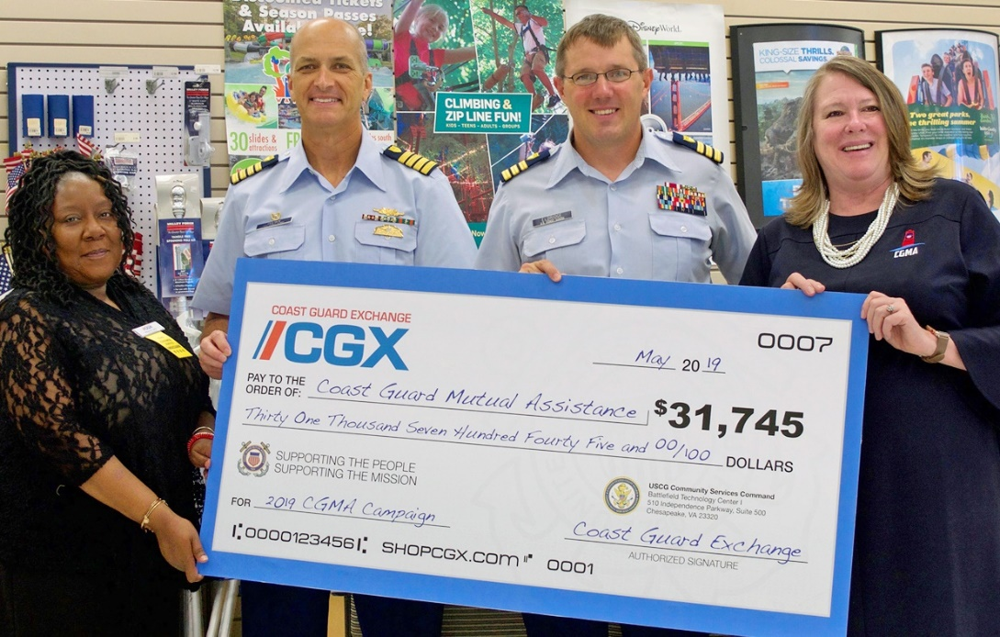 Discounted Tickets
& Season Passes
Available Here!
30 slides &
attractions
CLIMBING &
ZIP LINE FUN!
KIDS - TEENS - ADULTS - GROUPS
Disney World.
KING-SIZE THRILLS,
COLOSSAL SAVINGS
Two great parks,
one thrilling summer
CGMA
COAST GUARD EXCHANGE
CGX
0007
May 20 19
PAY TO THE
ORDER OF:
Coast Guard Mutual Assistance
$31,745
Thirty One Thousand Seven Hundred Fourty Five and 00/100 DOLLARS
SUPPORTING THE PEOPLE
SUPPORTING THE MISSION
USCG Community Services Command
Battlefield Technology Center I
510 Independence Parkway, Suite 500
Chesapeake, VA 23320
FOR 2019 CGMA Campaign
Coast Guard Exchange
AUTHORIZED SIGNATURE
⑆0000123456⑆ SHOPCGX.COM⑈ 0001